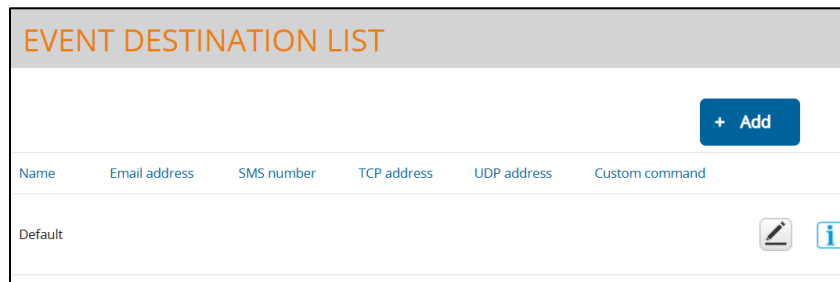 EVENT DESTINATION LIST
+ Add
Name Email address SMS number TCP address UDP address Custom command
Default